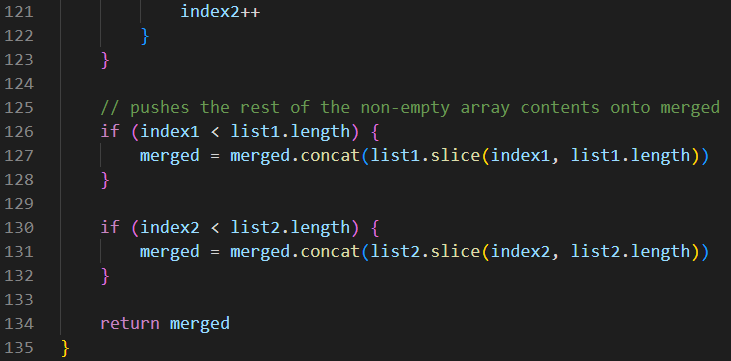 121 index2++
122 }
123 }
124
125 // pushes the rest of the non-empty array contents onto merged
126 if (index1 < list1.length) {
127 merged = merged.concat(list1.slice(index1, list1.length))
128 }
129
130 if (index2 < list2.length) {
131 merged = merged.concat(list2.slice(index2, list2.length))
132 }
133
134 return merged
135 }